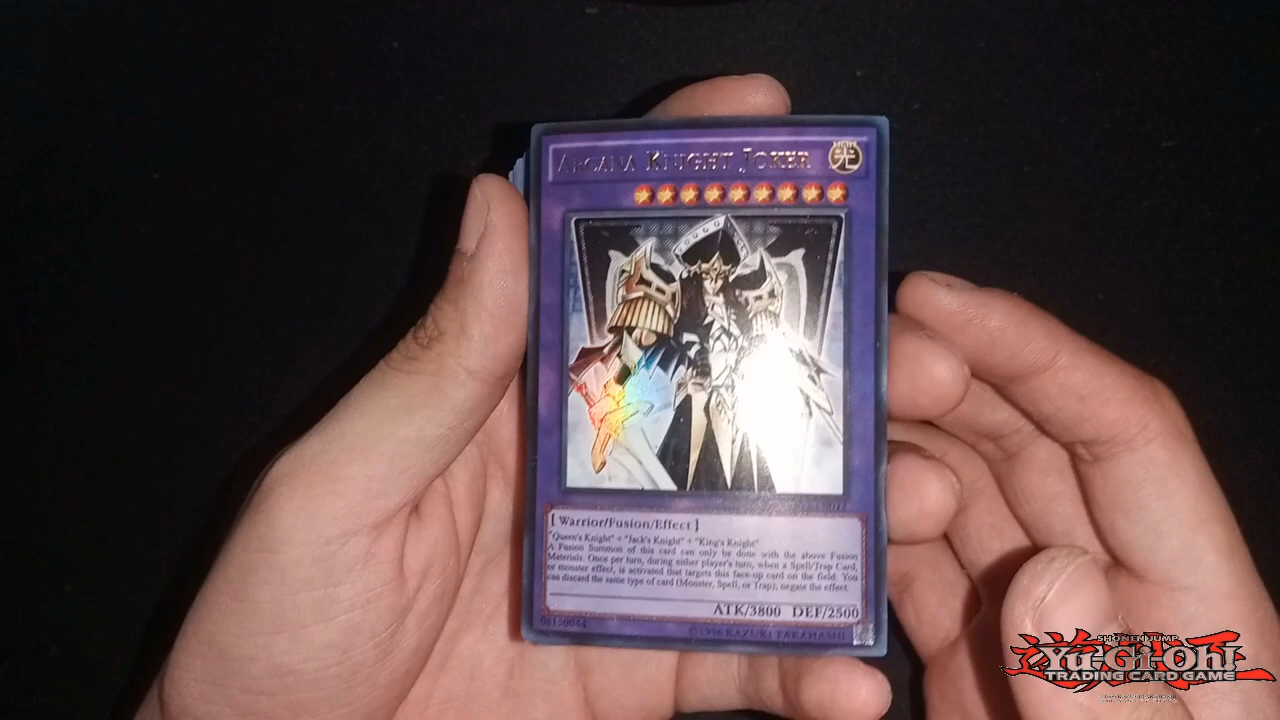 ARCANA KNIGHT JOKER
LIGHT
光
[ Warrior/Fusion/Effect ]
"Queen's Knight" + "Jack's Knight" + "King's Knight"
A Fusion Summon of this card can only be done with the above Fusion
Materials. Once per turn, during either player's turn, when a Spell/Trap Card,
or monster effect, is activated that targets this face-up card on the field: You
can discard the same type of card (Monster, Spell, or Trap); negate the effect.
ATK/3800 DEF/2500
06150044
©1996 KAZUKI TAKAHASHI
SHONEN JUMP
Yu-Gi-Oh!
TRADING CARD GAME